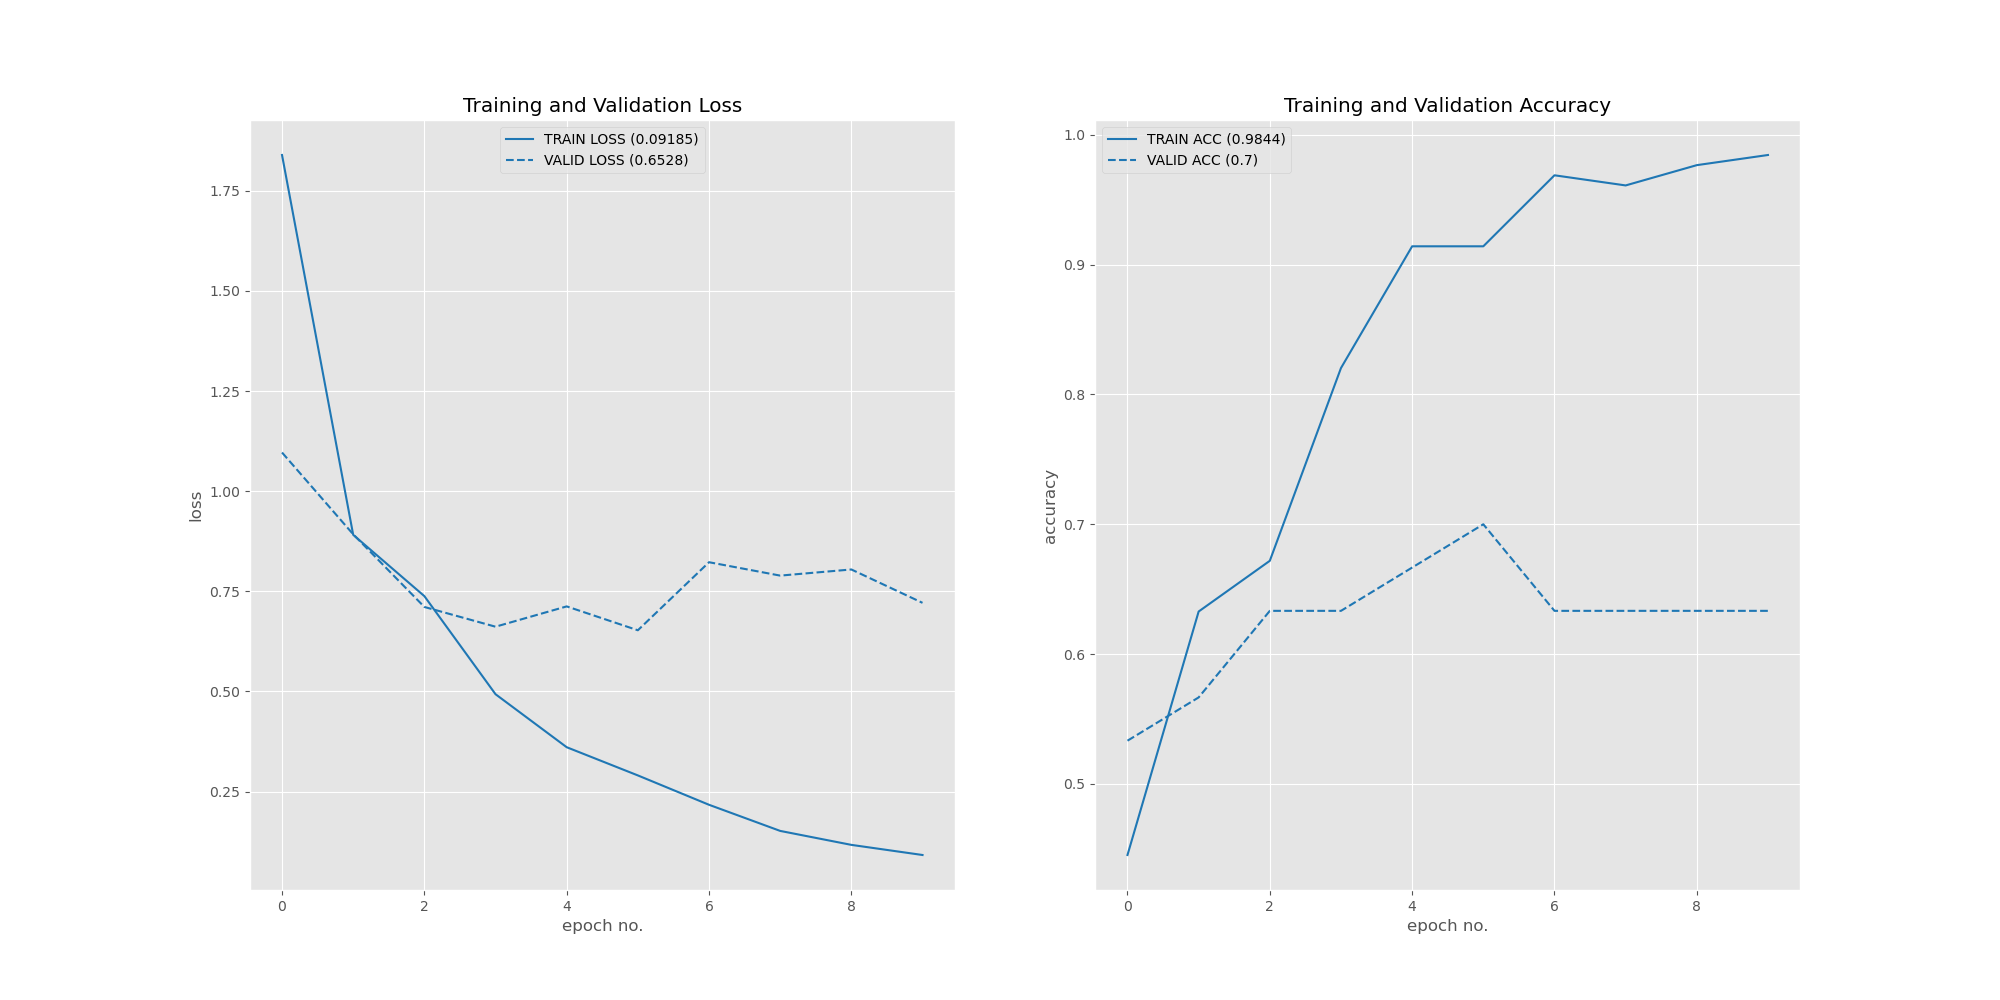 Training and Validation Loss
TRAIN LOSS (0.09185)
VALID LOSS (0.6528)
1.75
1.50
1.25
1.00
0.75
0.50
0.25
loss
0 2 4 6 8
epoch no.
Training and Validation Accuracy
TRAIN ACC (0.9844)
VALID ACC (0.7)
1.0
0.9
0.8
0.7
0.6
0.5
accuracy
0 2 4 6 8
epoch no.